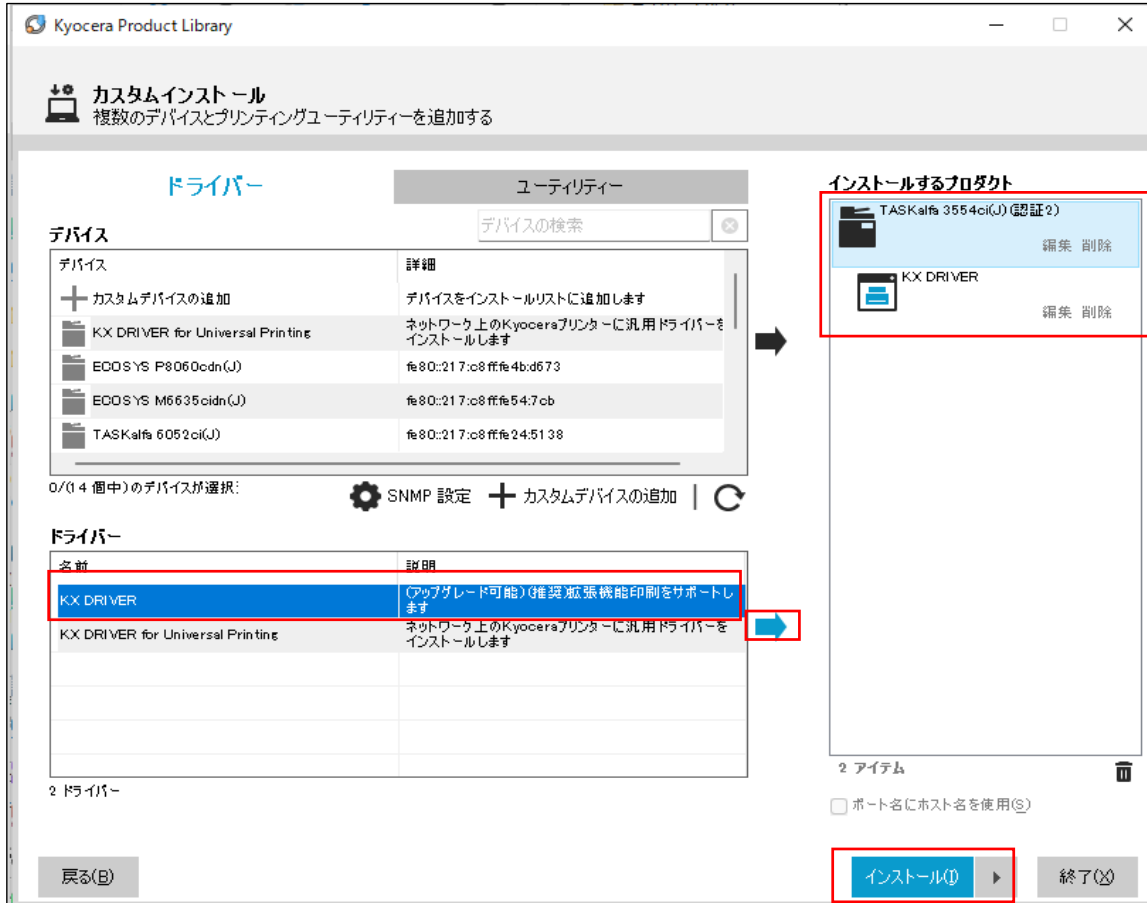 Kyocera Product Library
カスタムインストール
複数のデバイスとプリンティングユーティリティーを追加する
ドライバー
ユーティリティー
デバイス
デバイスの検索
デバイス
詳細
カスタムデバイスの追加
デバイスをインストールリストに追加します
KX DRIVER for Universal Printing
ネットワーク上のKyoceraプリンターに汎用ドライバーを
インストールします
ECOSYS P8060cdn(J)
fe80::217:c8fffe4b:d673
ECOSYS M6635cidn(J)
fe80::217:c8fffe54:7cb
TASKalfa 6052ci(J)
fe80::217:c8fffe24:5138
0/(14 個中)のデバイスが選択:
SNMP 設定
カスタムデバイスの追加
ドライバー
名前
説明
KX DRIVER
(アップグレード可能)(推奨)拡張機能印刷をサポートし
ます
KX DRIVER for Universal Printing
ネットワーク上のKyoceraプリンターに汎用ドライバーを
インストールします
2 ドライバー
インストールするプロダクト
TASKalfa 3554ci(J)(認証2)
編集 削除
KX DRIVER
編集 削除
2 アイテム
ポート名にホスト名を使用(S)
戻る(B)
インストール(I)
終了(X)